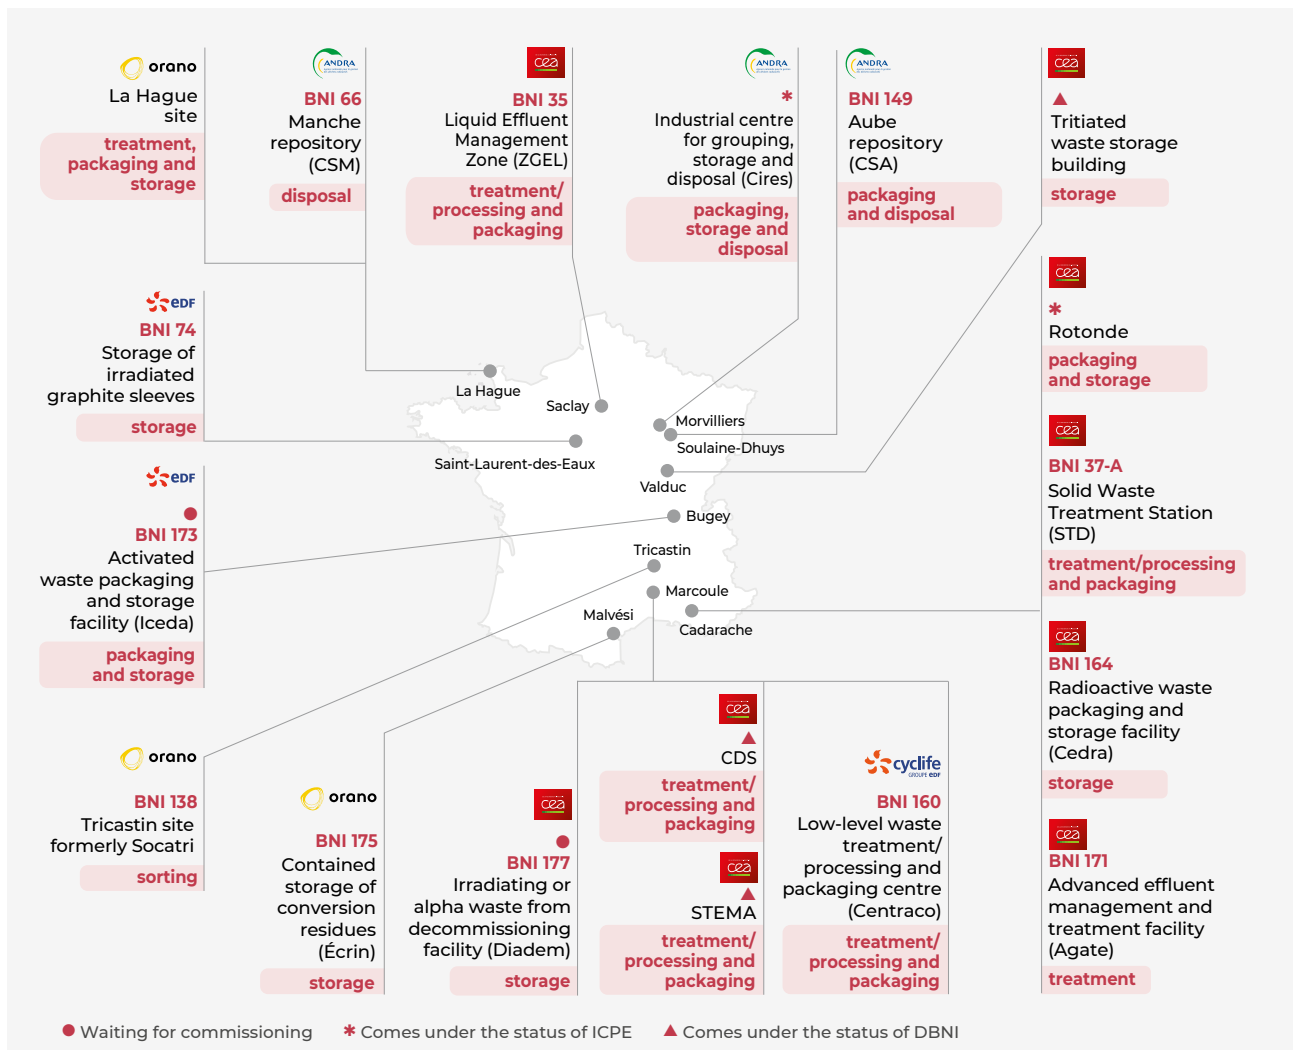 orano
La Hague
site
treatment,
packaging and
storage
ANDRA
BNI 66
Manche
repository
(CSM)
disposal
cea
BNI 35
Liquid Effluent
Management
Zone (ZGEL)
treatment/
processing and
packaging
ANDRA
*
Industrial centre
for grouping,
storage and
disposal (Cires)
packaging,
storage and
disposal
ANDRA
BNI 149
Aube
repository
(CSA)
packaging
and disposal
cea
Tritiated
waste storage
building
storage
edf
BNI 74
Storage of
irradiated
graphite sleeves
storage
edf
BNI 173
Activated
waste packaging
and storage
facility (Iceda)
packaging
and storage
La Hague
Saclay
Morvilliers
Soulaine-Dhuys
Saint-Laurent-des-Eaux
Valduc
Bugey
Tricastin
Marcoule
Malvési
Cadarache
cea
*
Rotonde
packaging
and storage
cea
BNI 37-A
Solid Waste
Treatment Station
(STD)
treatment/processing
and packaging
cea
BNI 164
Radioactive waste
packaging and
storage facility
(Cedra)
storage
cea
BNI 171
Advanced effluent
management and
treatment facility
(Agate)
treatment
orano
BNI 138
Tricastin site
formerly Socatri
sorting
orano
BNI 175
Contained
storage of
conversion
residues
(Écrin)
storage
cea
BNI 177
Irradiating or
alpha waste from
decommissioning
facility (Diadem)
storage
cea
CDS
treatment/
processing and
packaging
cea
STEMA
treatment/
processing and
packaging
cyclife
GROUPE EDF
BNI 160
Low-level waste
treatment/
processing and
packaging centre
(Centraco)
treatment/
processing and
packaging
Waiting for commissioning
* Comes under the status of ICPE
Comes under the status of DBNI